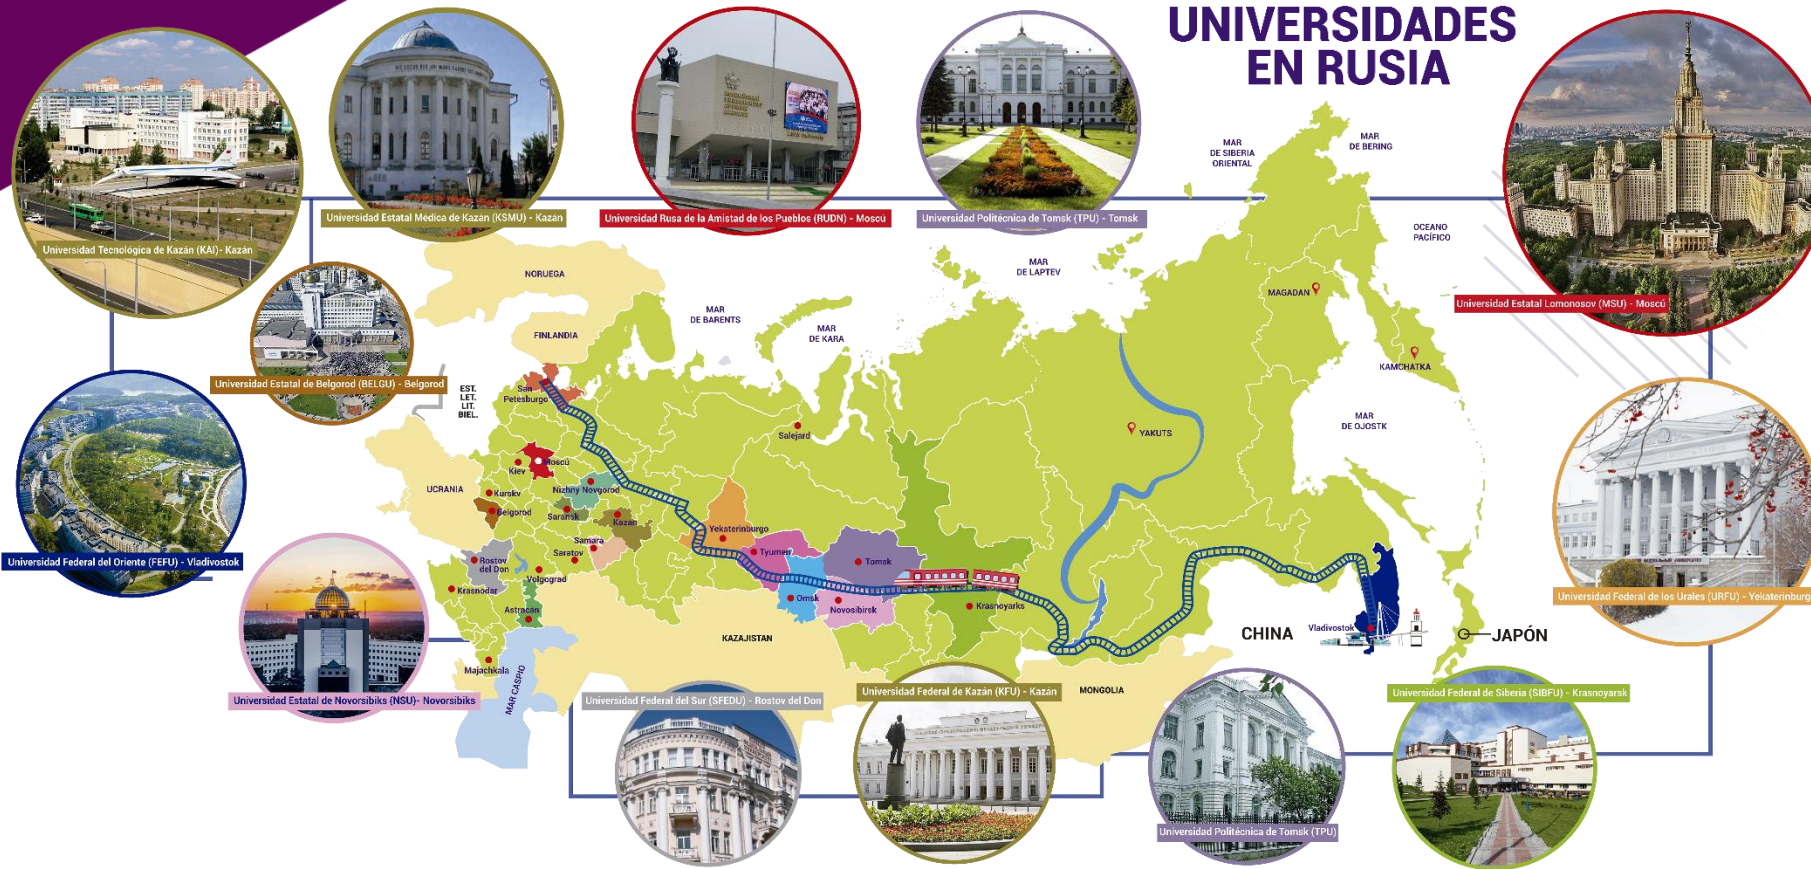 UNIVERSIDADES
EN RUSIA
Universidad Tecnológica de Kazán (KAI)- Kazán
Universidad Estatal Médica de Kazán (KSMU) - Kazán
Universidad Rusa de la Amistad de los Pueblos (RUDN) - Moscú
Universidad Politécnica de Tomsk (TPU) - Tomsk
Universidad Estatal Lomonosov (MSU) - Moscú
Universidad Estatal de Belgorod (BELGU) - Belgorod
Universidad Federal del Oriente (FEFU) - Vladivostok
Universidad Estatal de Novorsibiks (NSU)- Novorsibiks
Universidad Federal del Sur (SFEDU) - Rostov del Don
Universidad Federal de Kazán (KFU) - Kazán
Universidad Politécnica de Tomsk (TPU)
Universidad Federal de Siberia (SIBFU) - Krasnoyarsk
Universidad Federal de los Urales (URFU) - Yekaterinburgo
MAR
DE SIBERIA
ORIENTAL
MAR
DE BERING
OCEANO
PACÍFICO
MAR
DE LAPTEV
MAR
DE BARENTS
MAR
DE KARA
MAR
DE OJOSTK
NORUEGA
FINLANDIA
EST.
LET.
LIT.
BIEL.
UCRANIA
KAZAJISTAN
MONGOLIA
CHINA
JAPÓN
MAR CASPIO
MAGADAN
KAMCHATKA
YAKUTS
San
Petesburgo
Salejard
Moscú
Kiev
Kurskv
Belgorod
Nizhny Novgorod
Saransk
Kazan
Samara
Saratov
Rostov
del Don
Volgograd
Krasnodar
Astracán
Majachkala
Yekaterinburgo
Tyumen
Tomsk
Omsk
Novosibirsk
Krasnoyarks
Vladivostok